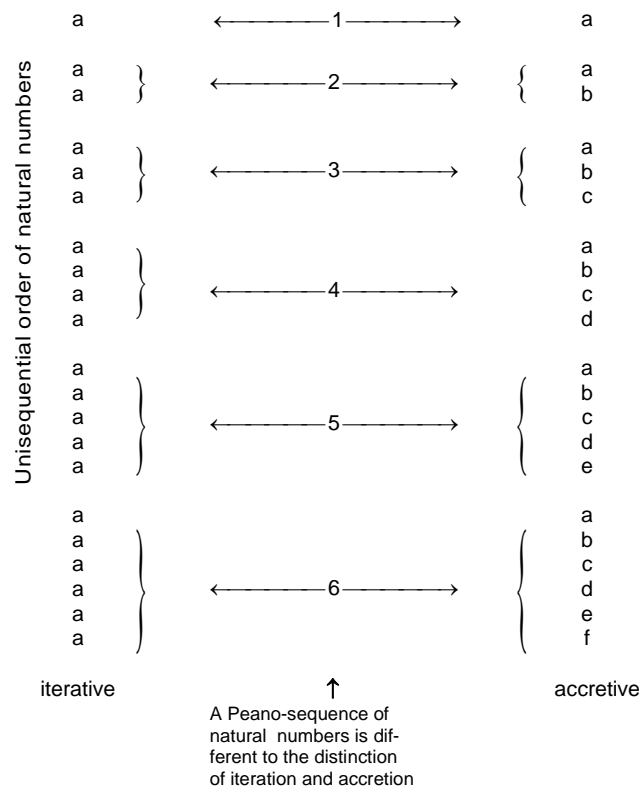 Unisequential order of natural numbers
a ←→ 1 ←→ a
a a
2
a b
a a
a 3 b
a c
a a
a b
a 4 c
a d
a a
a b
a 5 c
a d
a e
a a
a b
a c
a 6 d
a e
a f
iterative ↑ accretive
A Peano-sequence of
natural numbers is dif-
ferent to the distinction
of iteration and accretion